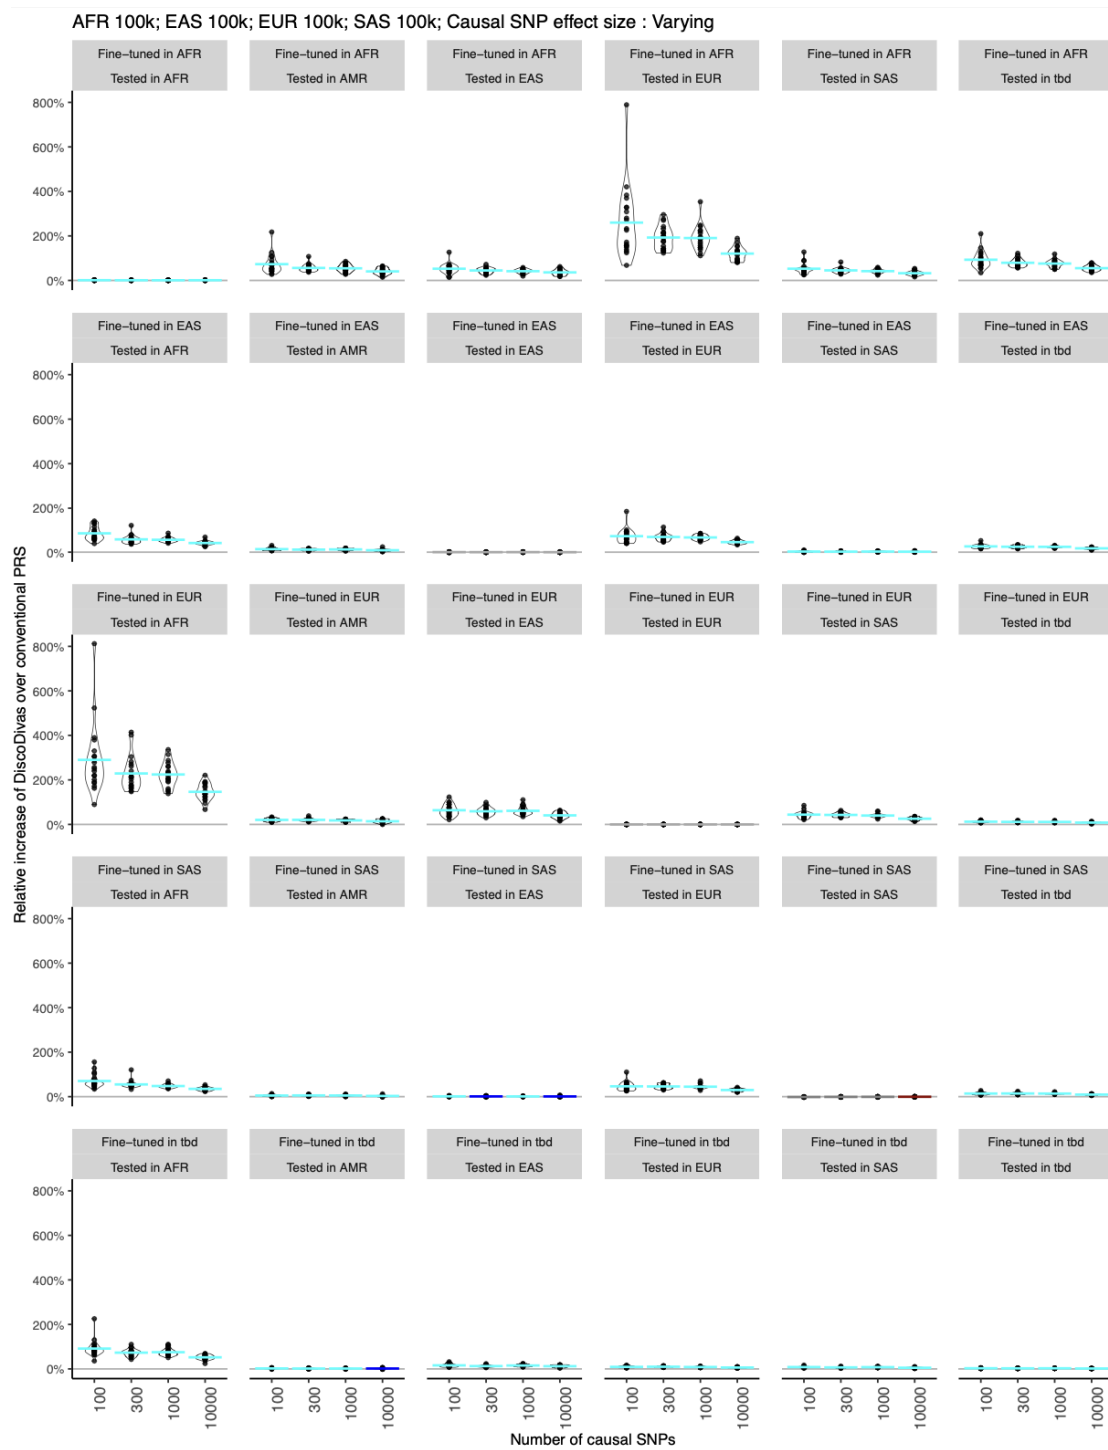 AFR 100k; EAS 100k; EUR 100k; SAS 100k; Causal SNP effect size : Varying
Relative increase of DiscoDivas over conventional PRS
Fine−tuned in AFR Fine−tuned in AFR Fine−tuned in AFR Fine−tuned in AFR Fine−tuned in AFR Fine−tuned in AFR
Tested in AFR Tested in AMR Tested in EAS Tested in EUR Tested in SAS Tested in tbd
800%
600%
400%
200%
0%
Fine−tuned in EAS Fine−tuned in EAS Fine−tuned in EAS Fine−tuned in EAS Fine−tuned in EAS Fine−tuned in EAS
Tested in AFR Tested in AMR Tested in EAS Tested in EUR Tested in SAS Tested in tbd
800%
600%
400%
200%
0%
Fine−tuned in EUR Fine−tuned in EUR Fine−tuned in EUR Fine−tuned in EUR Fine−tuned in EUR Fine−tuned in EUR
Tested in AFR Tested in AMR Tested in EAS Tested in EUR Tested in SAS Tested in tbd
800%
600%
400%
200%
0%
Fine−tuned in SAS Fine−tuned in SAS Fine−tuned in SAS Fine−tuned in SAS Fine−tuned in SAS Fine−tuned in SAS
Tested in AFR Tested in AMR Tested in EAS Tested in EUR Tested in SAS Tested in tbd
800%
600%
400%
200%
0%
Fine−tuned in tbd Fine−tuned in tbd Fine−tuned in tbd Fine−tuned in tbd Fine−tuned in tbd Fine−tuned in tbd
Tested in AFR Tested in AMR Tested in EAS Tested in EUR Tested in SAS Tested in tbd
800%
600%
400%
200%
0%
100 300 1000 10000 100 300 1000 10000 100 300 1000 10000 100 300 1000 10000 100 300 1000 10000 100 300 1000 10000
Number of causal SNPs